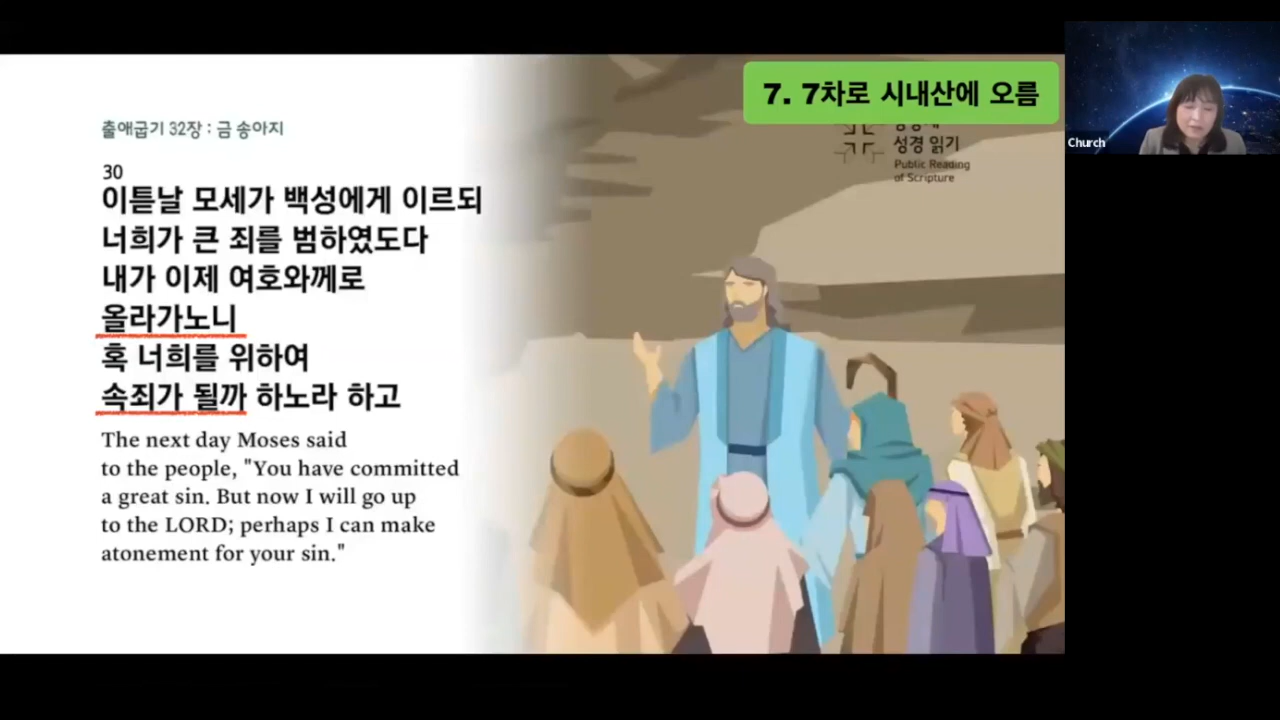 7. 7차로 시내산에 오름
Church
출애굽기 32장 : 금 송아지
성경 읽기
Public Reading
of Scripture
30
이튿날 모세가 백성에게 이르되
너희가 큰 죄를 범하였도다
내가 이제 여호와께로
올라가노니
혹 너희를 위하여
속죄가 될까 하노라 하고
The next day Moses said
to the people, "You have committed
a great sin. But now I will go up
to the LORD; perhaps I can make
atonement for your sin."